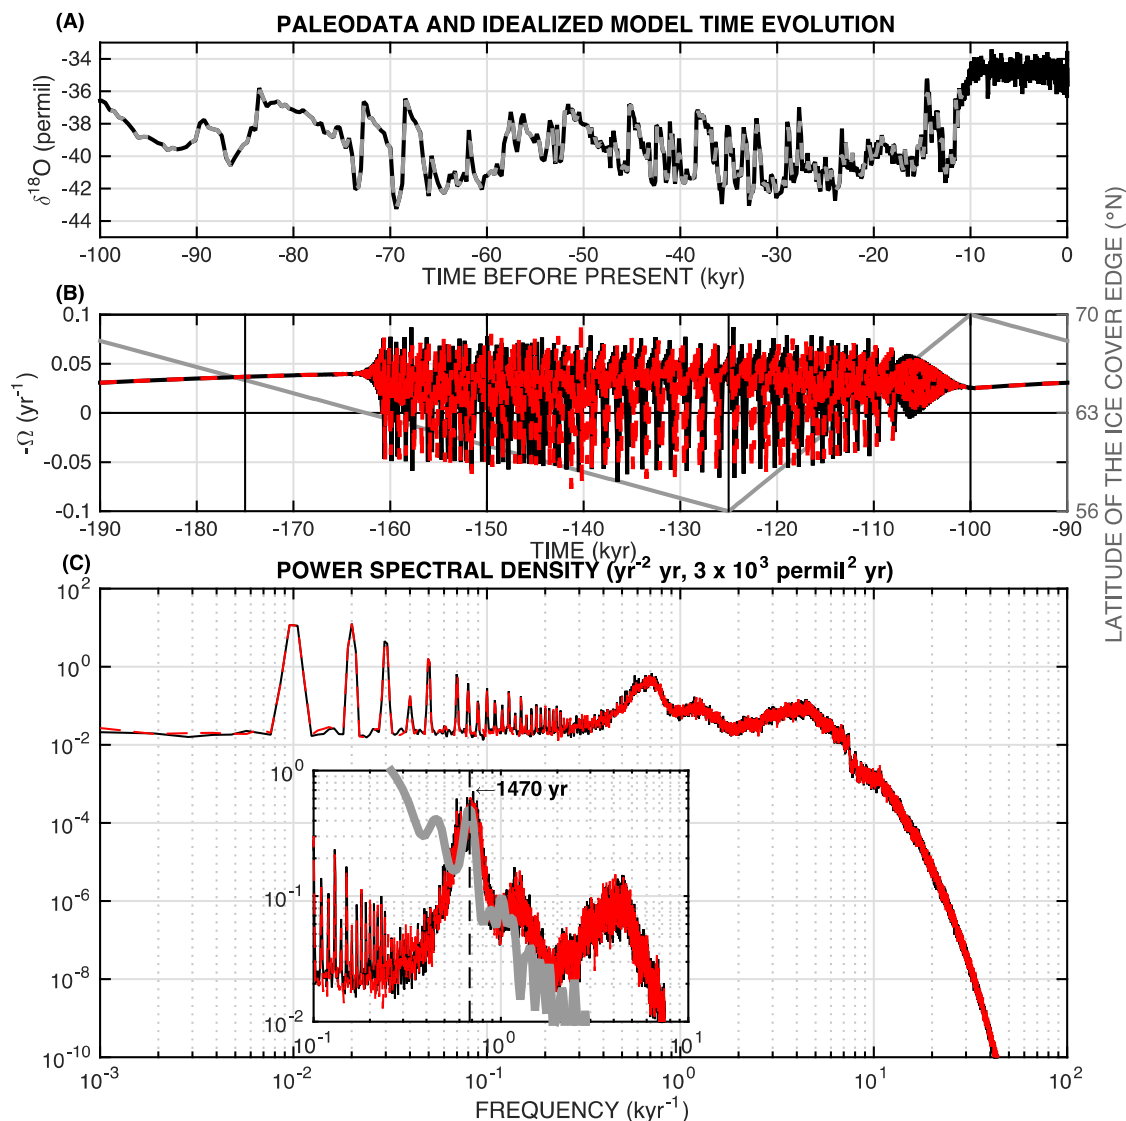 (A) PALEODATA AND IDEALIZED MODEL TIME EVOLUTION
-34
-36
-38
-40
-42
-44
δ18O (permil)
-100 -90 -80 -70 -60 -50 -40 -30 -20 -10 0
TIME BEFORE PRESENT (kyr)
(B)
0.1
0.05
0
-0.05
-0.1
-Ω (yr-1)
70
63
56
LATITUDE OF THE ICE COVER EDGE (°N)
-190 -180 -170 -160 -150 -140 -130 -120 -110 -100 -90
TIME (kyr)
(C) POWER SPECTRAL DENSITY (yr-2 yr, 3 x 103 permil2 yr)
102
100
10-2
10-4
10-6
10-8
10-10
100
10-1
10-2
←1470 yr
10-1 100 101
10-3 10-2 10-1 100 101 102
FREQUENCY (kyr-1)